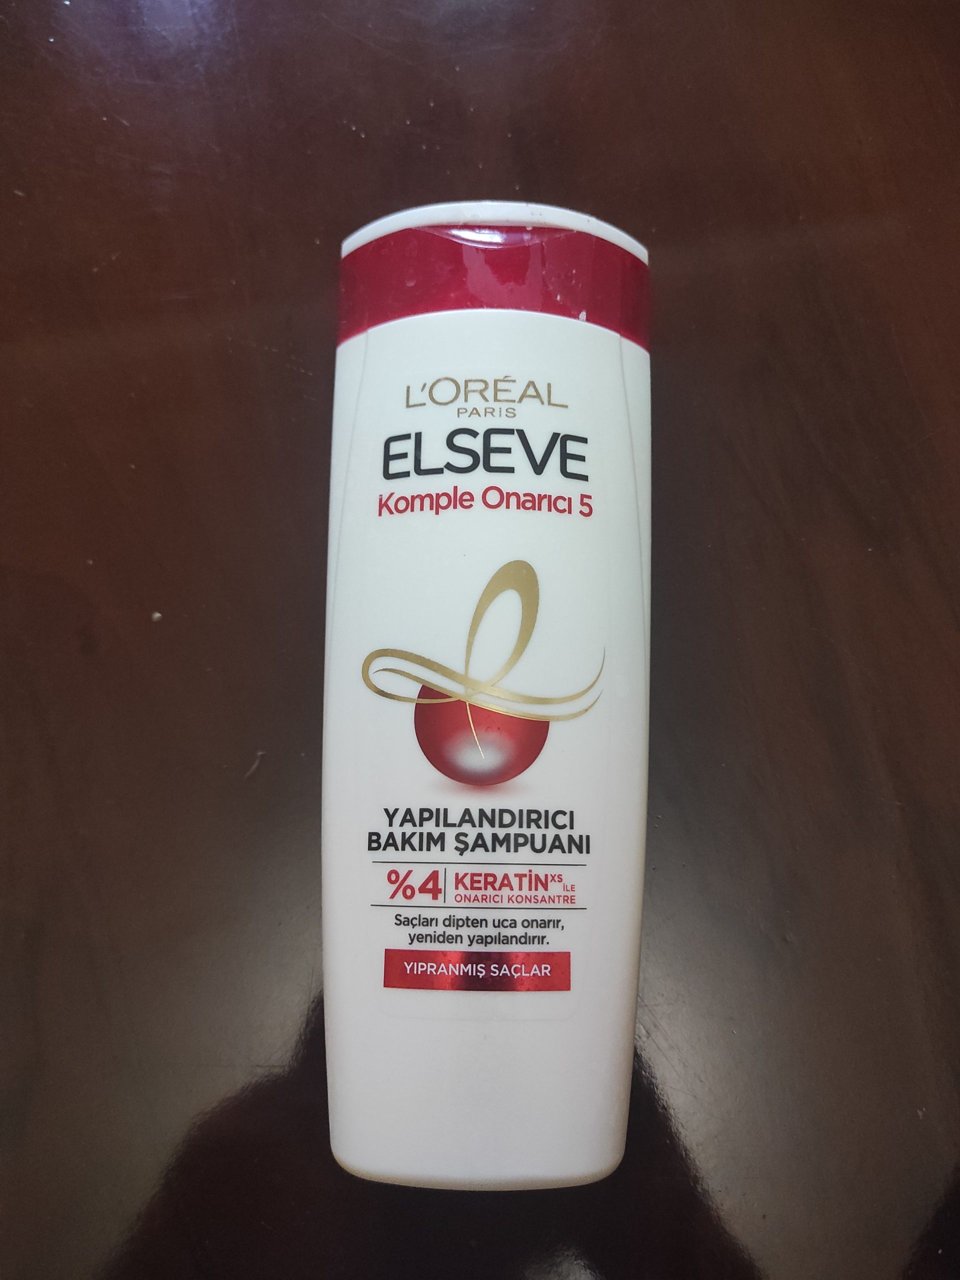 L'ORÉAL
PARIS
ELSEVE
Komple Onarıcı 5
YAPILANDIRICI
BAKIM ŞAMPUANI
%4 KERATİN XS İLE
ONARICI KONSANTRE
Saçları dipten uca onarır,
yeniden yapılandırır.
YIPRANMIŞ SAÇLAR